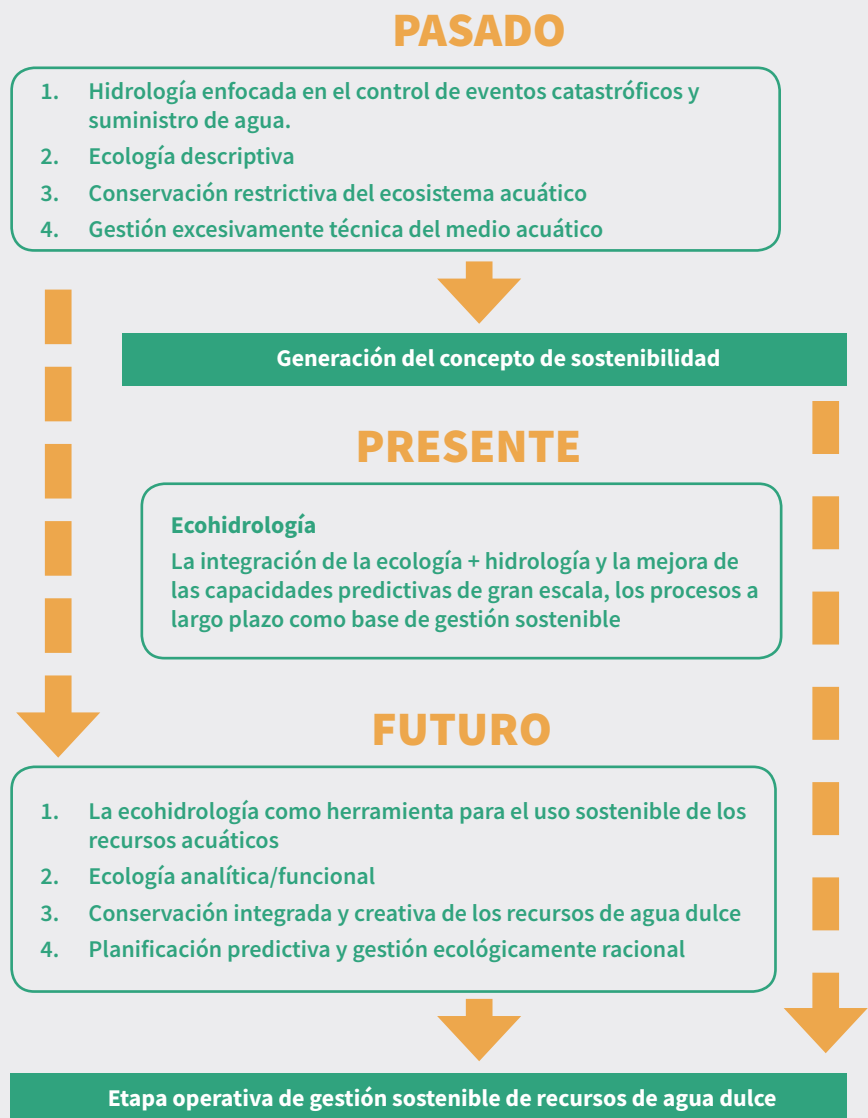 PASADO
1. Hidrología enfocada en el control de eventos catastróficos y
suministro de agua.
2. Ecología descriptiva
3. Conservación restrictiva del ecosistema acuático
4. Gestión excesivamente técnica del medio acuático
Generación del concepto de sostenibilidad
PRESENTE
Ecohidrología
La integración de la ecología + hidrología y la mejora de
las capacidades predictivas de gran escala, los procesos a
largo plazo como base de gestión sostenible
FUTURO
1. La ecohidrología como herramienta para el uso sostenible de los
recursos acuáticos
2. Ecología analítica/funcional
3. Conservación integrada y creativa de los recursos de agua dulce
4. Planificación predictiva y gestión ecológicamente racional
Etapa operativa de gestión sostenible de recursos de agua dulce